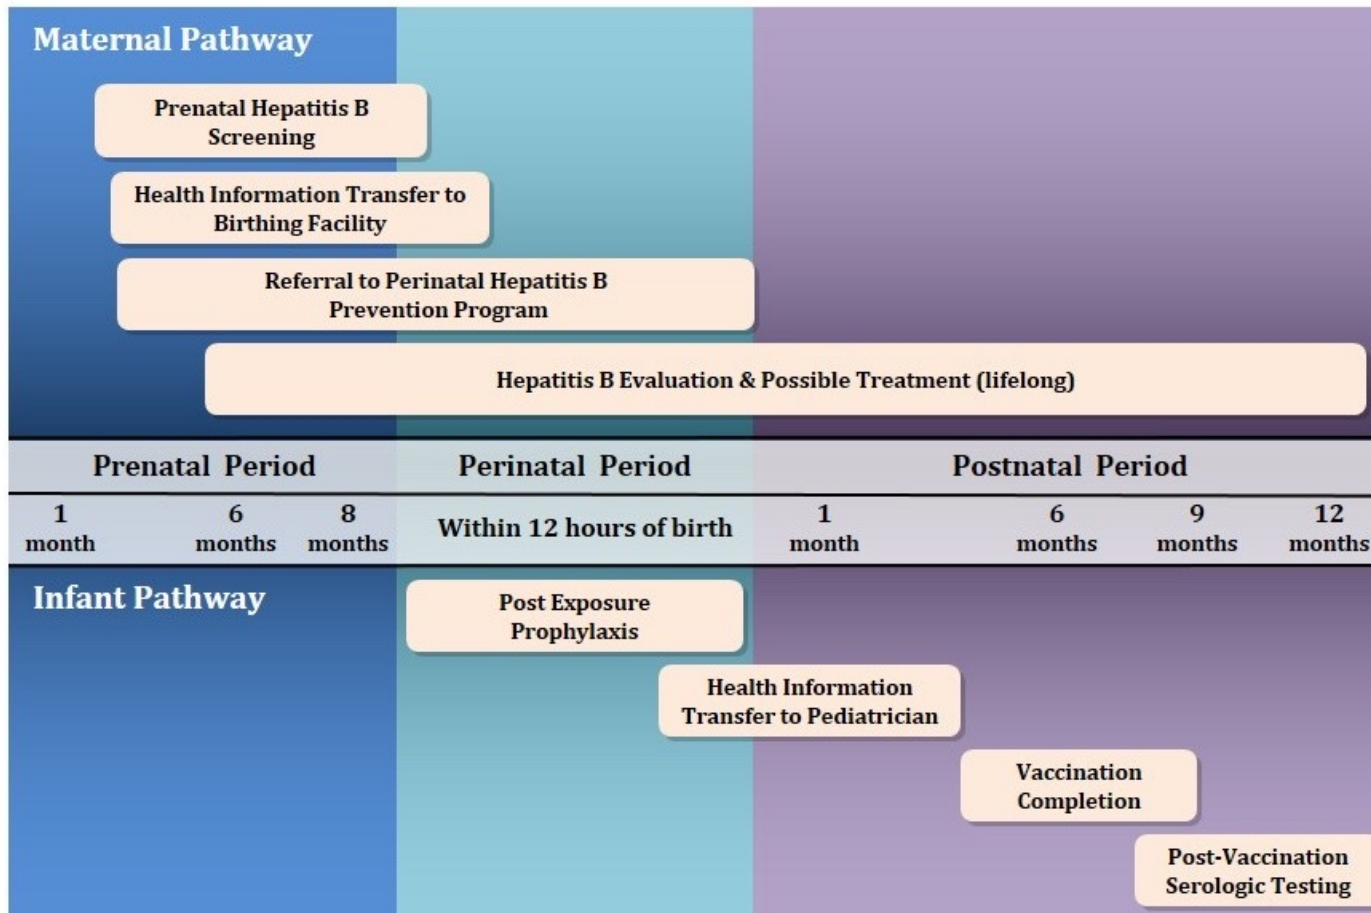 Maternal Pathway
Prenatal Hepatitis B
Screening
Health Information Transfer to
Birthing Facility
Referral to Perinatal Hepatitis B
Prevention Program
Hepatitis B Evaluation & Possible Treatment (lifelong)
Prenatal Period
Perinatal Period
Postnatal Period
1
month
6
months
8
months
Within 12 hours of birth
1
month
6
months
9
months
12
months
Infant Pathway
Post Exposure
Prophylaxis
Health Information
Transfer to Pediatrician
Vaccination
Completion
Post-Vaccination
Serologic Testing